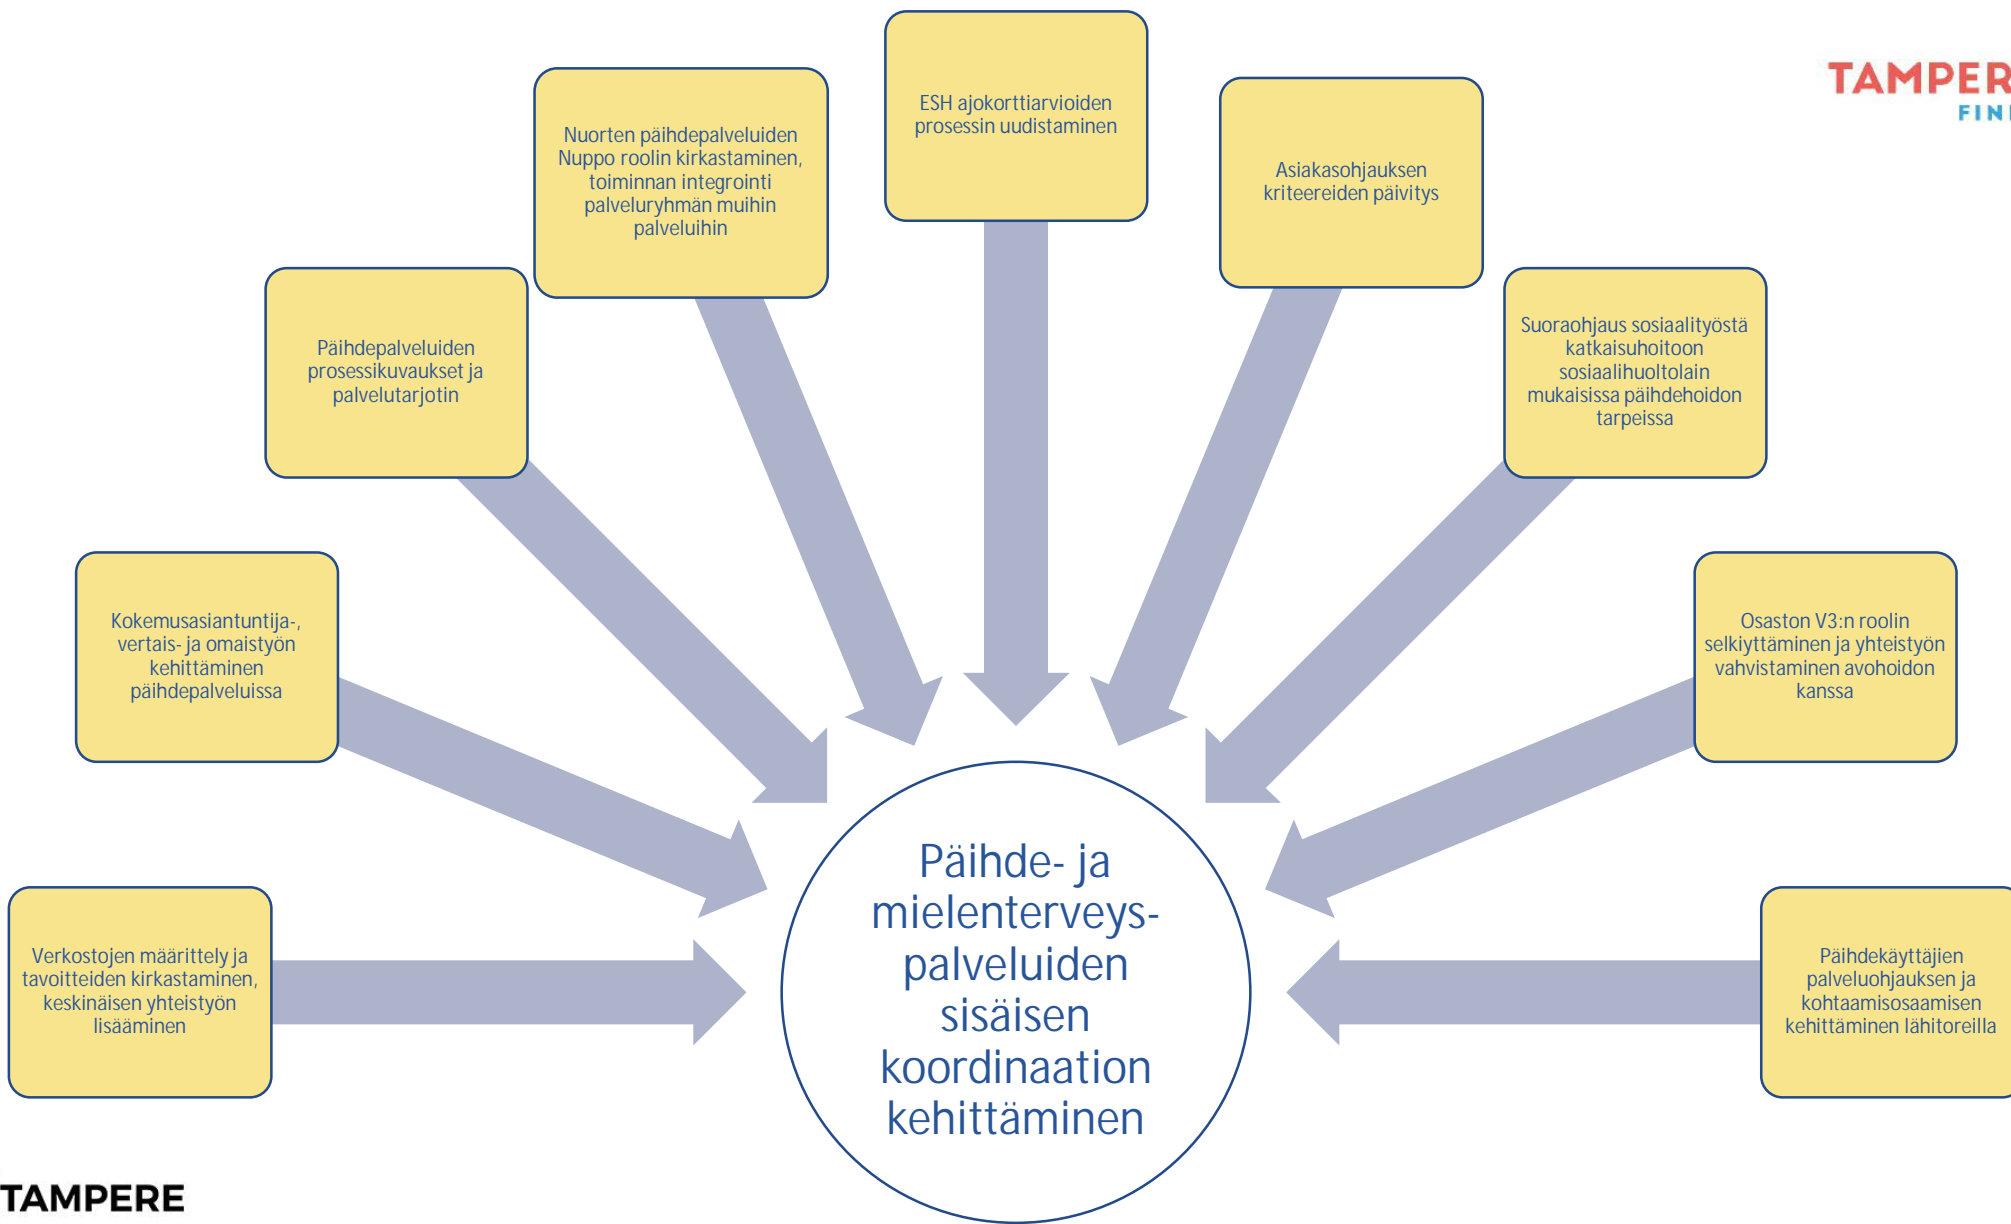 TAMPER
FIN
ESH ajokorttiarvioiden
prosessin uudistaminen
Nuorten päihdepalveluiden
Nuppo roolin kirkastaminen,
toiminnan integrointi
palveluryhmän muihin
palveluihin
Asiakasohjauksen
kriteereiden päivitys
Päihdepalveluiden
prosessikuvaukset ja
palvelutarjotin
Suoraohjaus sosiaalityöstä
katkaisuhoitoon
sosiaalihuoltolain
mukaisissa päihdehoidon
tarpeissa
Kokemusasiantuntija-,
vertais- ja omaistyön
kehittäminen
päihdepalveluissa
Osaston V3:n roolin
selkiyttäminen ja yhteistyön
vahvistaminen avohoidon
kanssa
Verkostojen määrittely ja
tavoitteiden kirkastaminen,
keskinäisen yhteistyön
lisääminen
Päihdekäyttäjien
palveluohjauksen ja
kohtaamisosaamisen
kehittäminen lähitoreilla
Päihde- ja
mielenterveys-
palveluiden
sisäisen
koordinaation
kehittäminen
TAMPERE